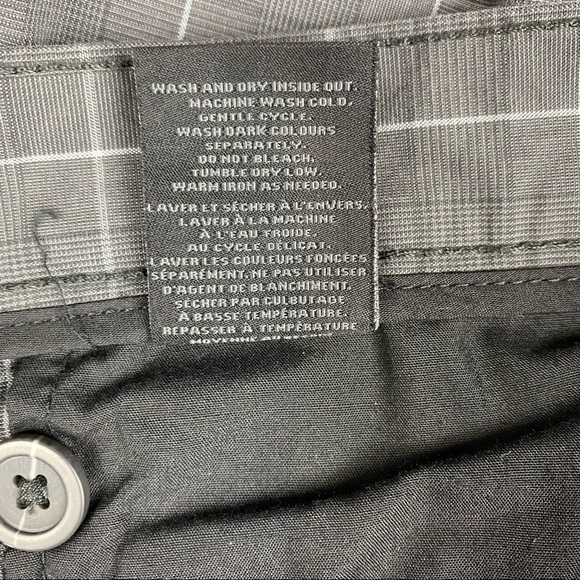 WASH AND DRY INSIDE OUT.
MACHINE WASH COLD,
GENTLE CYCLE.
WASH DARK COLOURS
SEPARATELY.
DO NOT BLEACH.
TUMBLE DRY LOW.
WARM IRON AS NEEDED.
LAVER ET SÉCHER À L'ENVERS.
LAVER À LA MACHINE
À L'EAU FROIDE,
AU CYCLE DÉLICAT.
LAVER LES COULEURS FONCÉES
SÉPARÉMENT. NE PAS UTILISER
D'AGENT DE BLANCHIMENT.
SÉCHER PAR CULBUTAGE
À BASSE TEMPÉRATURE
REPASSER À TEMPÉRATURE
MOYENNE AU